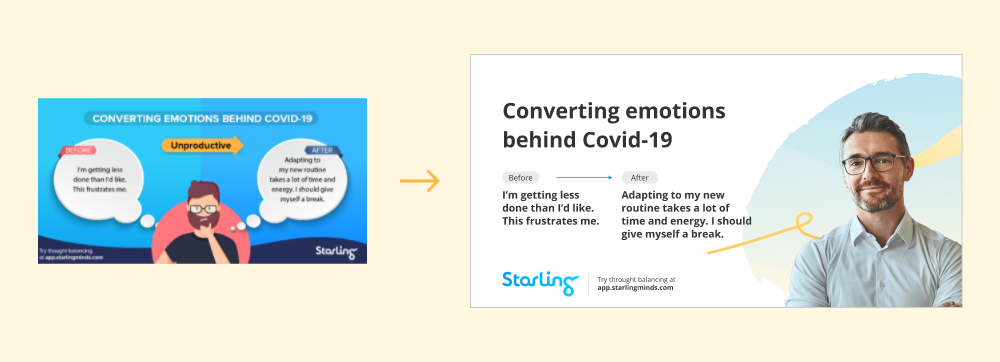 CONVERTING EMOTIONS BEHIND COVID-19
BEFORE
I'm getting less
done than I'd like.
This frustrates me.
Unproductive
AFTER
Adapting to
my new routine
takes a lot of time and
energy. I should give
myself a break.
Try thought balancing
at app.starlingminds.com
Starling
Converting emotions
behind Covid-19
Before
After
I'm getting less
done than I'd like.
This frustrates me.
Adapting to my new
routine takes a lot of
time and energy. I should
give myself a break.
Starling
Try throught balancing at
app.starlingminds.com